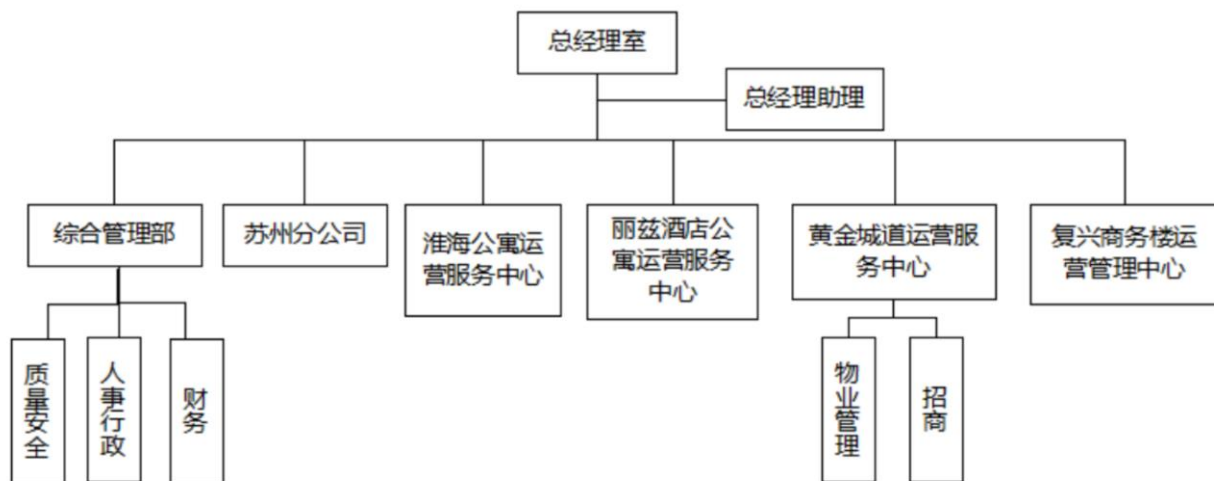 总经理室
总经理助理
综合管理部
苏州分公司
淮海公寓运
营服务中心
丽兹酒店公
寓运营服务
中心
黄金城道运营服
务中心
复兴商务楼运
营管理中心
质量安全
人事行政
财务
物业管理
招商